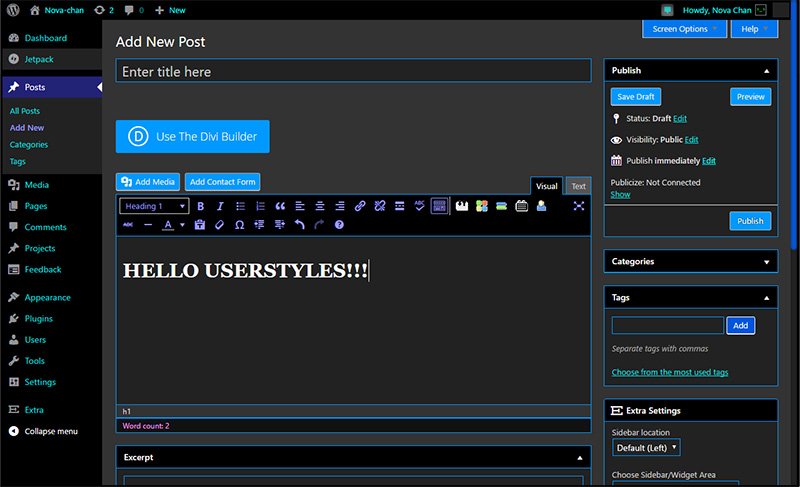 Nova-chan 2 0 + New Howdy, Nova Chan
Screen Options Help
Dashboard
Jetpack
Posts
All Posts
Add New
Categories
Tags
Media
Pages
Comments
Projects
Feedback
Appearance
Plugins
Users
Tools
Settings
Extra
Collapse menu
Add New Post
Enter title here
D Use The Divi Builder
Add Media Add Contact Form
Visual Text
Heading 1 B I ABC
ABC A Ω ?
HELLO USERSTYLES!!!
h1
Word count: 2
Excerpt
Publish
Save Draft Preview
Status: Draft Edit
Visibility: Public Edit
Publish immediately Edit
Publicize: Not Connected
Show
Publish
Categories
Tags
Add
Separate tags with commas
Choose from the most used tags
Extra Settings
Sidebar location
Default (Left)
Choose Sidebar/Widget Area